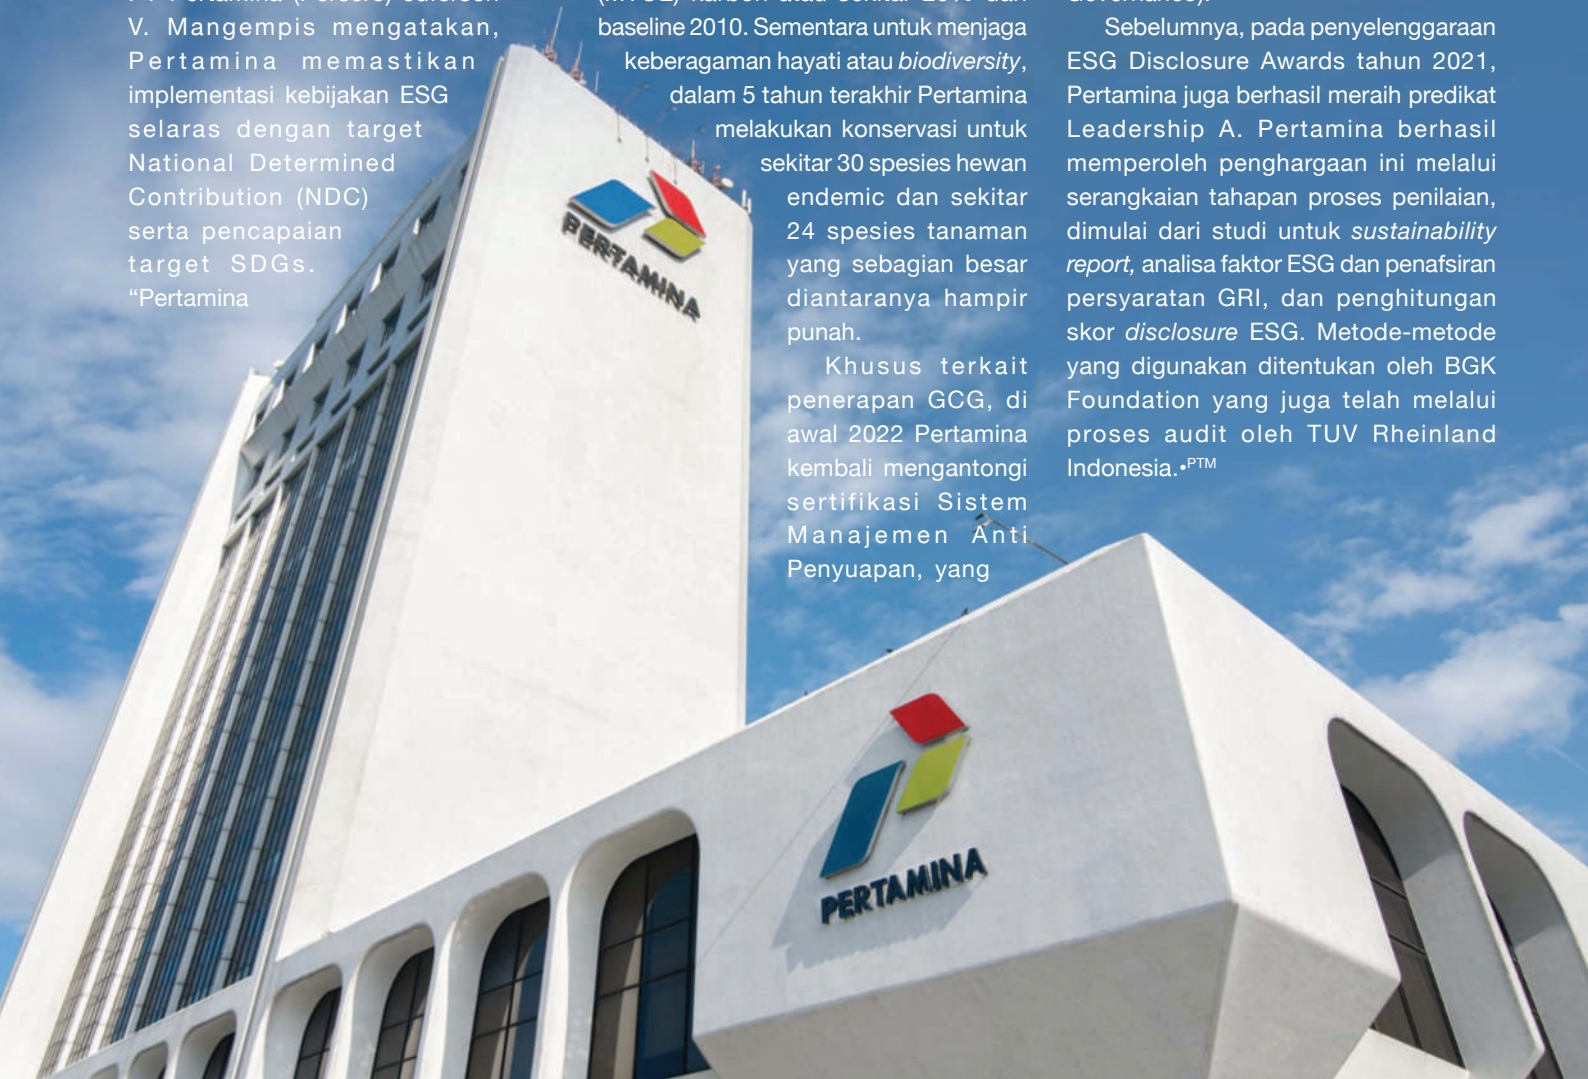 V. Mangempis mengatakan,
Pertamina memastikan
implementasi kebijakan ESG
selaras dengan target
National Determined
Contribution (NDC)
serta pencapaian
target SDGs.
“Pertamina
baseline 2010. Sementara untuk menjaga
keberagaman hayati atau biodiversity,
dalam 5 tahun terakhir Pertamina
melakukan konservasi untuk
sekitar 30 spesies hewan
endemic dan sekitar
24 spesies tanaman
yang sebagian besar
diantaranya hampir
punah.
Khusus terkait
penerapan GCG, di
awal 2022 Pertamina
kembali mengantongi
sertifikasi Sistem
Manajemen Anti
Penyuapan, yang
Sebelumnya, pada penyelenggaraan
ESG Disclosure Awards tahun 2021,
Pertamina juga berhasil meraih predikat
Leadership A. Pertamina berhasil
memperoleh penghargaan ini melalui
serangkaian tahapan proses penilaian,
dimulai dari studi untuk sustainability
report, analisa faktor ESG dan penafsiran
persyaratan GRI, dan penghitungan
skor disclosure ESG. Metode-metode
yang digunakan ditentukan oleh BGK
Foundation yang juga telah melalui
proses audit oleh TUV Rheinland
Indonesia.•PTM
PERTAMINA
PERTAMINA